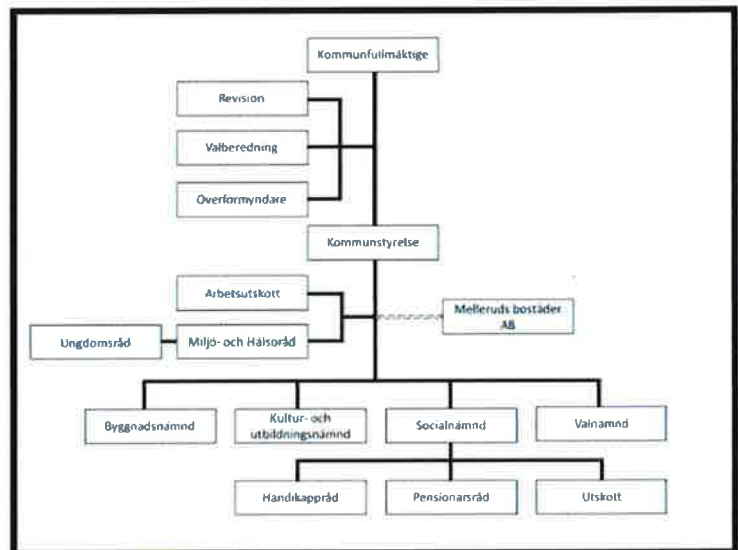 Kommunfullmäktige
Revision
Valberedning
Överförmyndare
Kommunstyrelse
Arbetsutskott
Melleruds bostäder
AB
Ungdomsråd
Miljö- och Hälsoråd
Byggnadsnämnd
Kultur- och
utbildningsnämnd
Socialnämnd
Valnämnd
Handikappråd
Pensionärsråd
Utskott